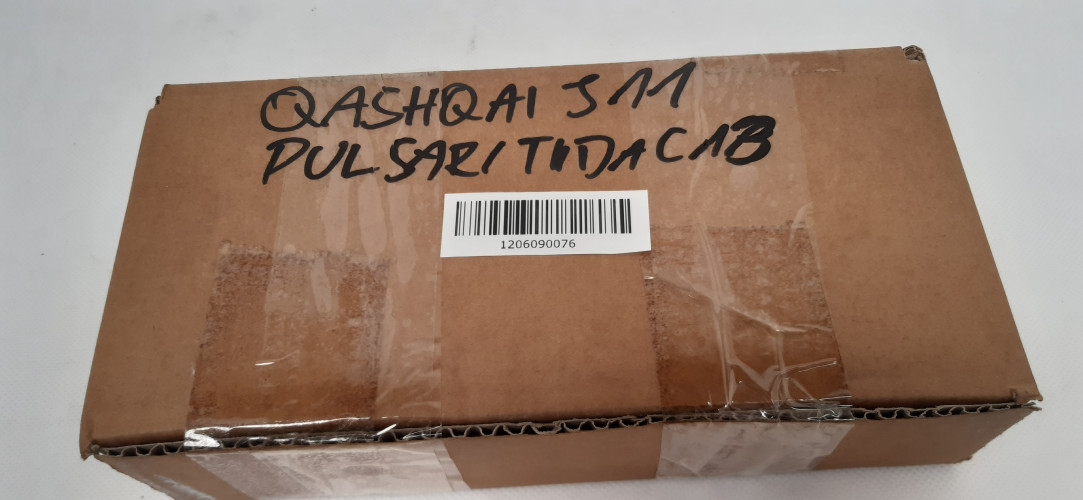 QASHQAI J11
PULSAR/TIIDA C13
1206090076